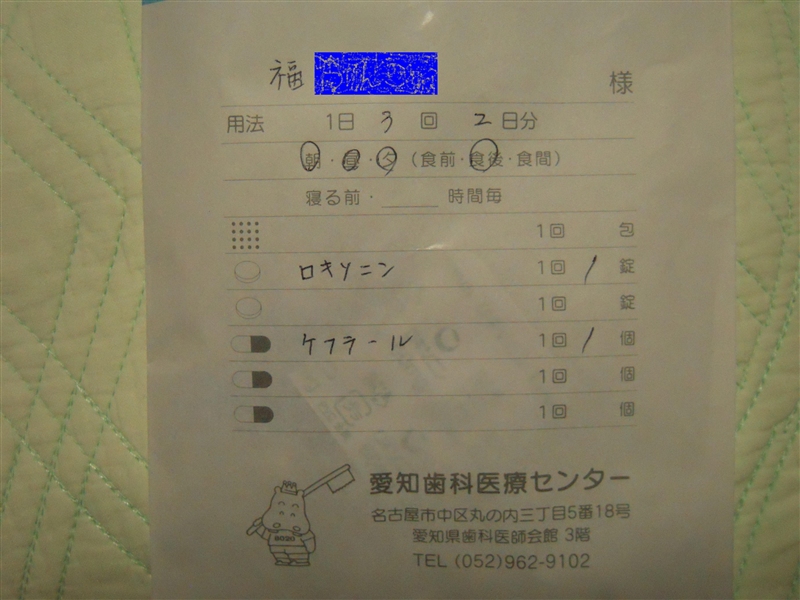 福 様
用法 1日 3 回 2 日分
朝・昼・夕 (食前・食後・食間)
寝る前・____ 時間毎
1回 包
ロキソニン 1回 1 錠
1回 錠
ケフラール 1回 1 個
1回 個
1回 個
8020
愛知歯科医療センター
名古屋市中区丸の内三丁目5番18号
愛知県歯科医師会館 3階
TEL (052)962-9102